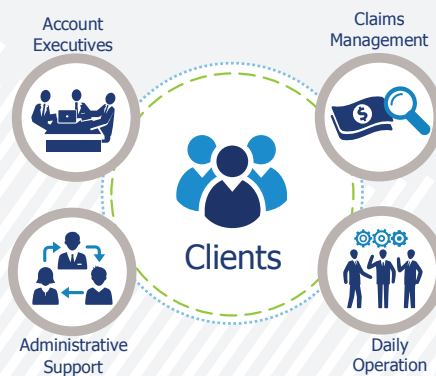 Account
Executives
Claims
Management
$
Clients
Administrative
Support
Daily
Operation